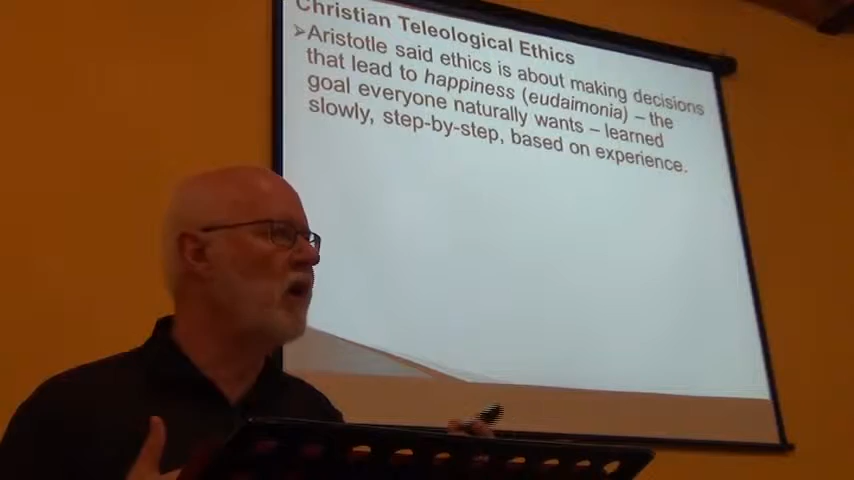 Christian Teleological Ethics
➢Aristotle said ethics is about making decisions
that lead to happiness (eudaimonia) – the
goal everyone naturally wants – learned
slowly, step-by-step, based on experience.